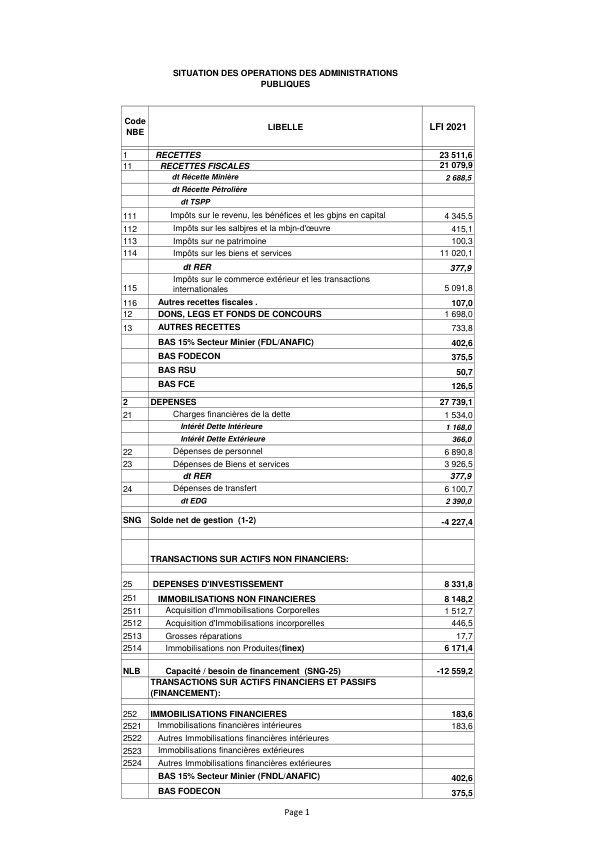 SITUATION DES OPERATIONS DES ADMINISTRATIONS
PUBLIQUES
Code NBE LIBELLE LFI 2021
1 RECETTES 23 511,6
11 RECETTES FISCALES 21 079,9
dt Récette Minière 2 688,5
dt Récette Pétrolière
dt TSPP
111 Impôts sur le revenu, les bénéfices et les gbjns en capital 4 345,5
112 Impôts sur les salbjres et la mbjn-d'œuvre 415,1
113 Impôts sur ne patrimoine 100,3
114 Impôts sur les biens et services 11 020,1
dt RER 377,9
Impôts sur le commerce extérieur et les transactions
115 internationales 5 091,8
116 Autres recettes fiscales . 107,0
12 DONS, LEGS ET FONDS DE CONCOURS 1 698,0
13 AUTRES RECETTES 733,8
BAS 15% Secteur Minier (FDL/ANAFIC) 402,6
BAS FODECON 375,5
BAS RSU 50,7
BAS FCE 126,5
2 DEPENSES 27 739,1
21 Charges financières de la dette 1 534,0
Intérêt Dette Intérieure 1 168,0
Intérêt Dette Extérieure 366,0
22 Dépenses de personnel 6 890,8
23 Dépenses de Biens et services 3 926,5
dt RER 377,9
24 Dépenses de transfert 6 100,7
dt EDG 2 390,0
SNG Solde net de gestion (1-2) -4 227,4
TRANSACTIONS SUR ACTIFS NON FINANCIERS:
25 DEPENSES D'INVESTISSEMENT 8 331,8
251 IMMOBILISATIONS NON FINANCIERES 8 148,2
2511 Acquisition d'Immobilisations Corporelles 1 512,7
2512 Acquisition d'Immobilisations incorporelles 446,5
2513 Grosses réparations 17,7
2514 Immobilisations non Produites(finex) 6 171,4
NLB Capacité / besoin de financement (SNG-25) -12 559,2
TRANSACTIONS SUR ACTIFS FINANCIERS ET PASSIFS
(FINANCEMENT):
252 IMMOBILISATIONS FINANCIERES 183,6
2521 Immobilisations financières intérieures 183,6
2522 Autres Immobilisations financières intérieures
2523 Immobilisations financières extérieures
2524 Autres Immobilisations financières extérieures
BAS 15% Secteur Minier (FNDL/ANAFIC) 402,6
BAS FODECON 375,5
Page 1